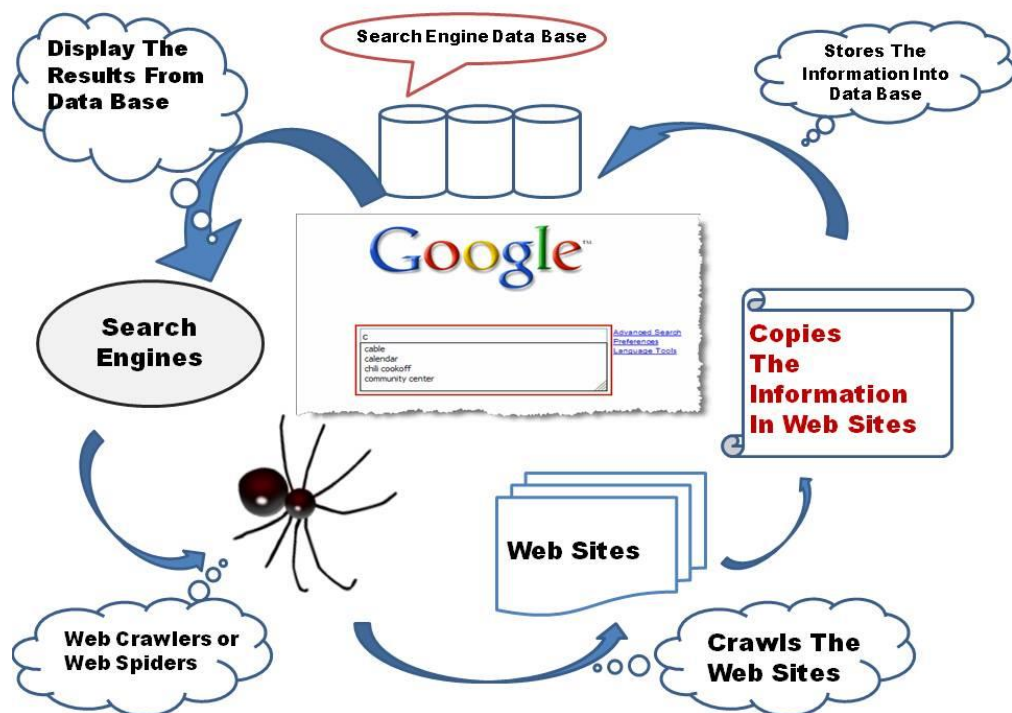 Display The
Results From
Data Base
Search Engine Data Base
Stores The
Information Into
Data Base
Google™
c
cable
calendar
chili cookoff
community center
Advanced Search
Preferences
Language Tools
Search
Engines
Copies
The
Information
In Web Sites
Web Sites
Web Crawlers or
Web Spiders
Crawls The
Web Sites